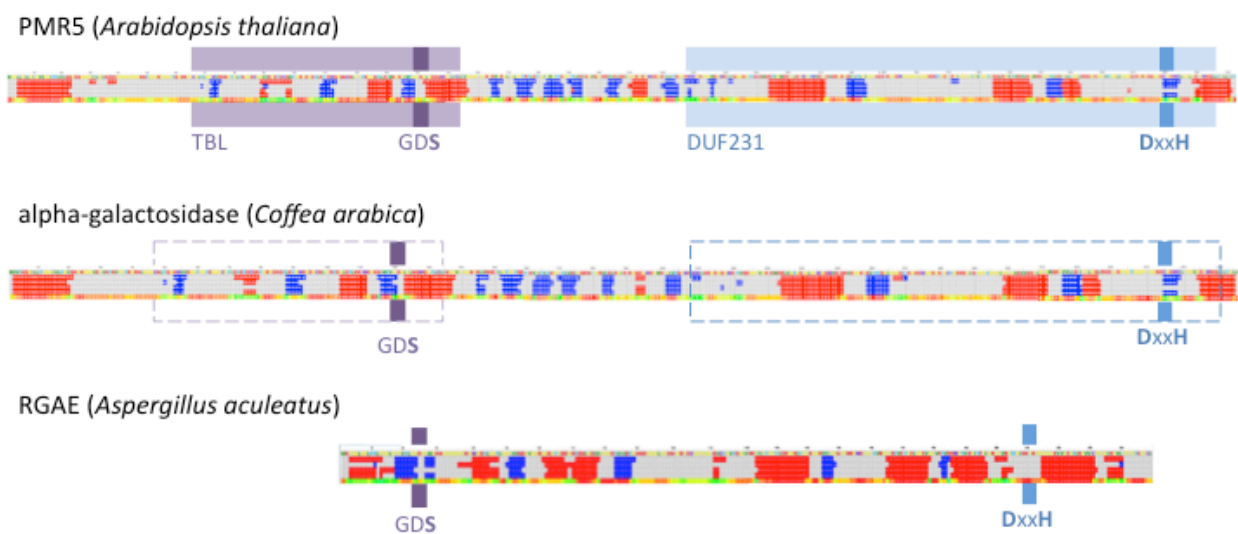 PMR5 (Arabidopsis thaliana)
TBL GDS DUF231 DxxH
alpha-galactosidase (Coffea arabica)
GDS DxxH
RGAE (Aspergillus aculeatus)
GDS DxxH